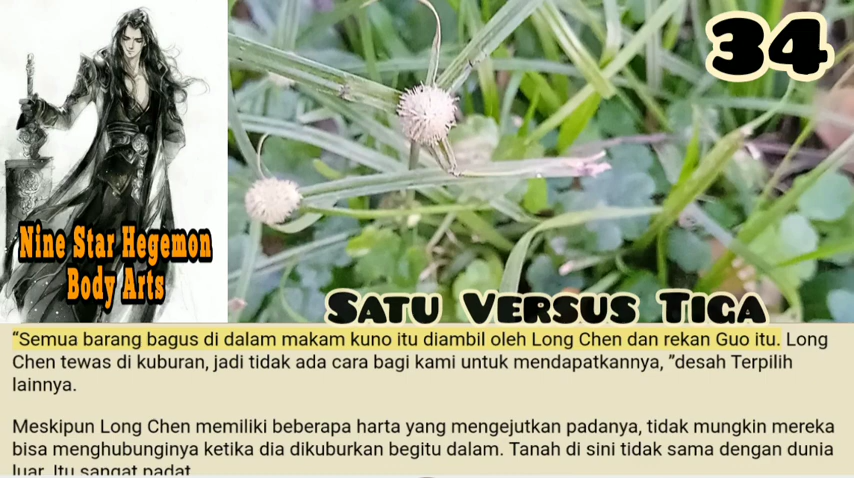 34
Nine Star Hegemon
Body Arts
Satu Versus Tiga
“Semua barang bagus di dalam makam kuno itu diambil oleh Long Chen dan rekan Guo itu. Long
Chen tewas di kuburan, jadi tidak ada cara bagi kami untuk mendapatkannya, ”desah Terpilih
lainnya.
Meskipun Long Chen memiliki beberapa harta yang mengejutkan padanya, tidak mungkin mereka
bisa menghubunginya ketika dia dikuburkan begitu dalam. Tanah di sini tidak sama dengan dunia
luar. Itu sangat padat